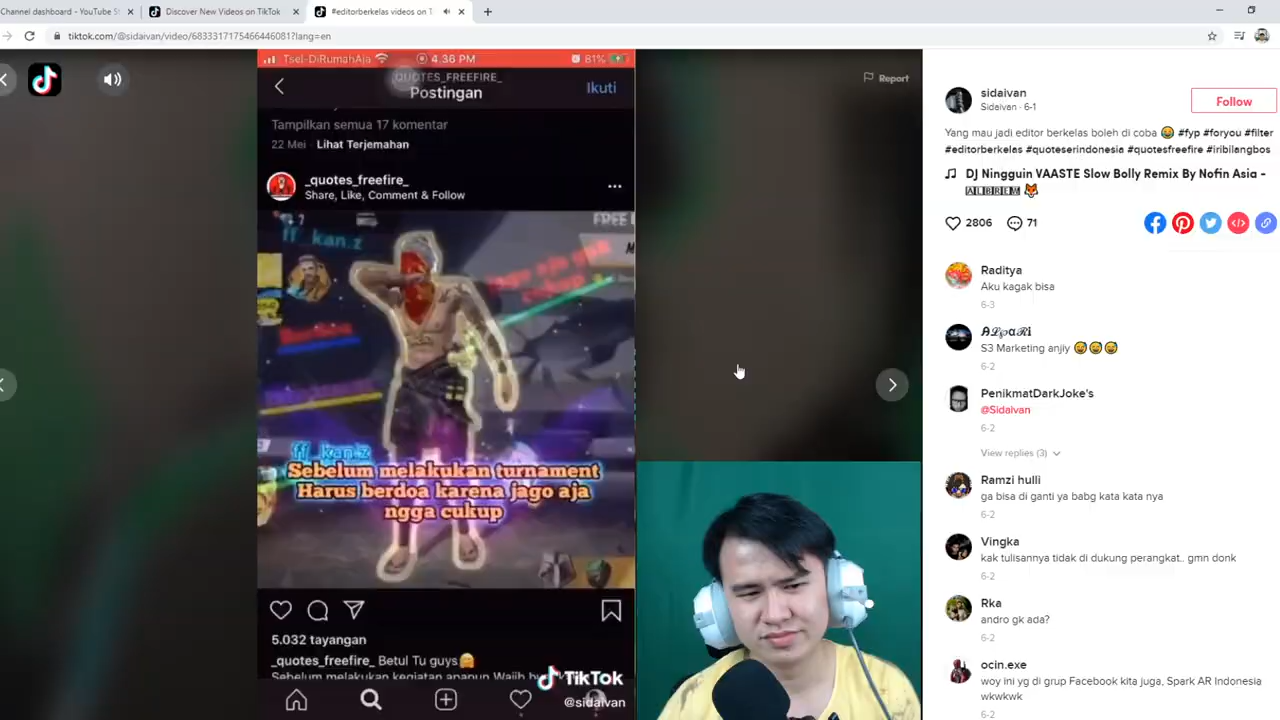 Channel dashboard - YouTube St
Discover New Videos on TikTok
#editorberkelas videos on T
tiktok.com/@sidaivan/video/6833317175466446081?lang=en
Tsel-DiRumahAja
4.36 PM
81%
_QUOTES_FREEFIRE_
Postingan
Ikuti
Tampilkan semua 17 komentar
22 Mei · Lihat Terjemahan
_quotes_freefire_
Share, Like, Comment & Follow
FREE
ff_kan.z
ff_kan.z
Sebelum melakukan turnament
Harus berdoa karena jago aja
ngga cukup
5.032 tayangan
_quotes_freefire_ Betul Tu guys🤗
Sebelum melakukan kegiatan apapun Wajib
TikTok
@sidaivan
Report
sidaivan
Sidaivan · 6-1
Follow
Yang mau jadi editor berkelas boleh di coba 😂 #fyp #foryou #filter
#editorberkelas #quoteserindonesia #quotesfreefire #iribilangbos
DJ Ningguin VAASTE Slow Bolly Remix By Nofin Asia -
🄰🄻🄱🅁🄴🅆 🦊
2806
71
Raditya
Aku kagak bisa
6-3
S3 Marketing anjiy 😅😅😅
6-2
PenikmatDarkJoke's
@Sidaivan
6-2
View replies (3)
Ramzi hulli
ga bisa di ganti ya babg kata kata nya
6-2
Vingka
kak tulisannya tidak di dukung perangkat.. gmn donk
6-2
Rka
andro gk ada?
6-2
ocin.exe
woy ini yg di grup Facebook kita juga, Spark AR Indonesia
wkwkwk
6-2